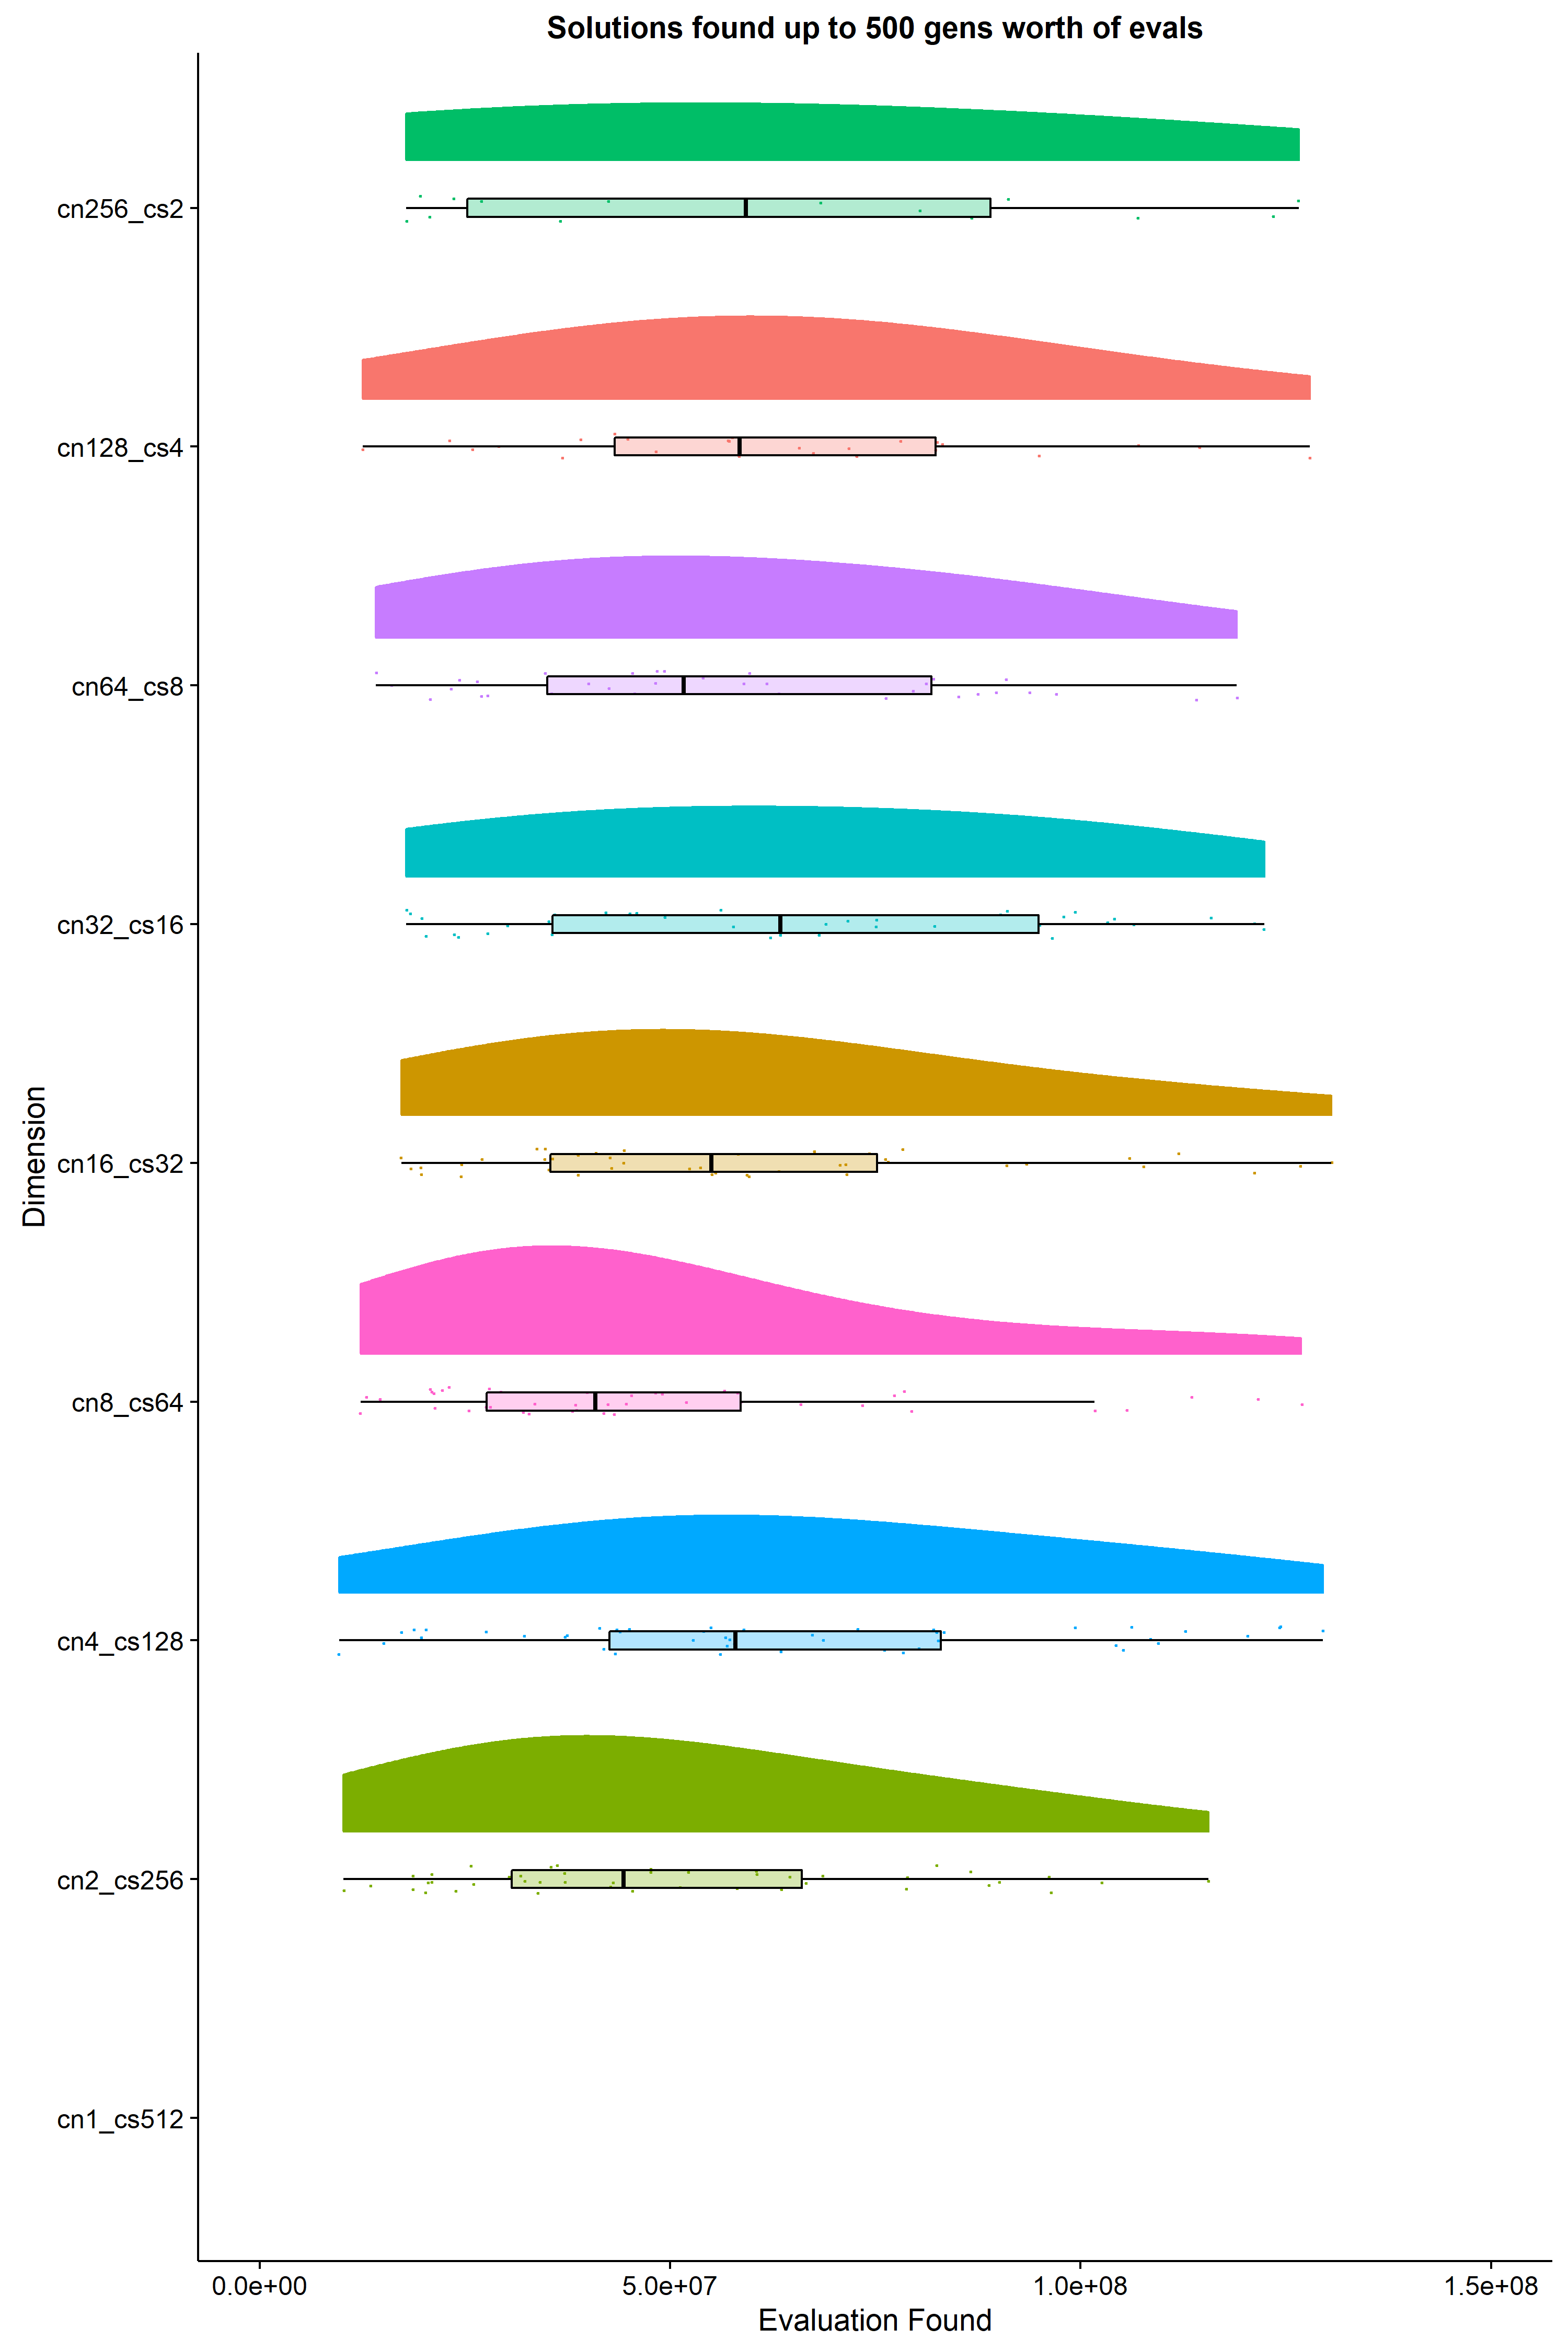 Solutions found up to 500 gens worth of evals
cn256_cs2
cn128_cs4
cn64_cs8
cn32_cs16
cn16_cs32
cn8_cs64
cn4_cs128
cn2_cs256
cn1_cs512
Dimension
0.0e+00
5.0e+07
1.0e+08
1.5e+08
Evaluation Found